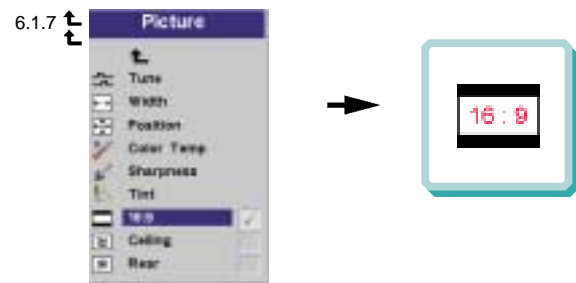 6.1.7
Picture
Tune
Width
Position
Color Temp
Sharpness
Tint
16:9
Ceiling
Rear
16 : 9